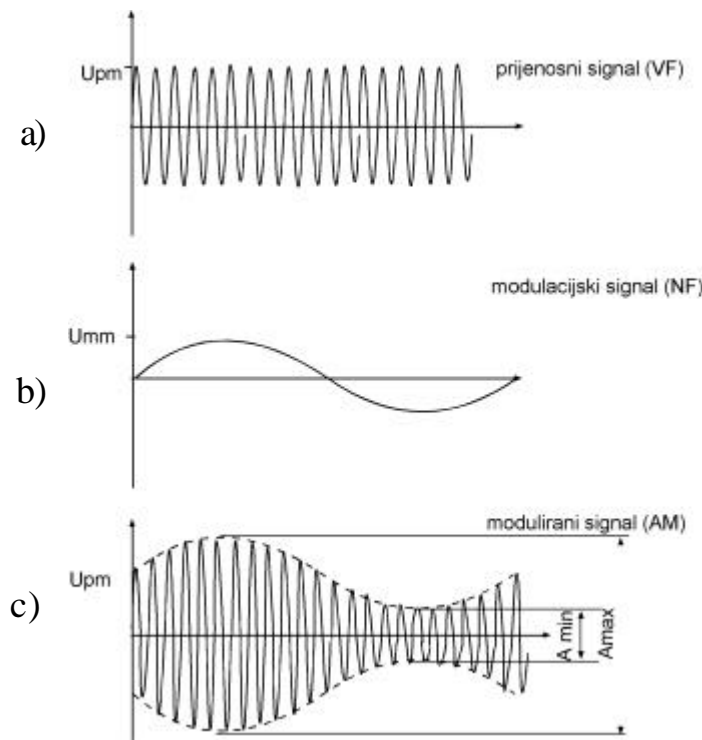 Upm
prijenosni signal (VF)
a)
modulacijski signal (NF)
Umm
b)
modulirani signal (AM)
Upm
c)
A min
Amax